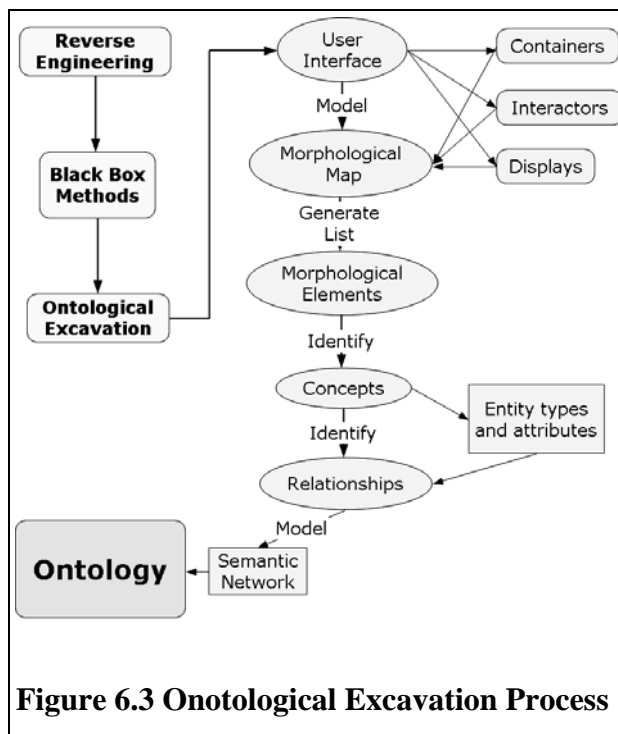 Reverse
Engineering
Black Box
Methods
Ontological
Excavation
User
Interface
Containers
Interactors
Displays
Model
Morphological
Map
Generate
List
Morphological
Elements
Identify
Concepts
Entity types
and attributes
Identify
Relationships
Model
Semantic
Network
Ontology
Figure 6.3 Onotological Excavation Process